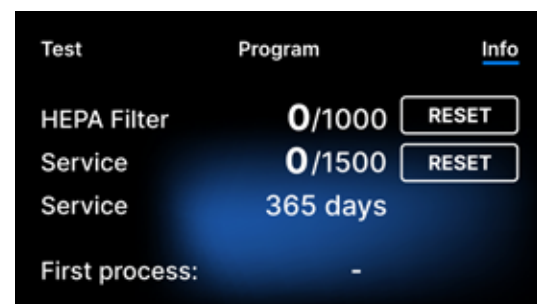 Test Program Info
HEPA Filter 0/1000 RESET
Service 0/1500 RESET
Service 365 days
First process: -